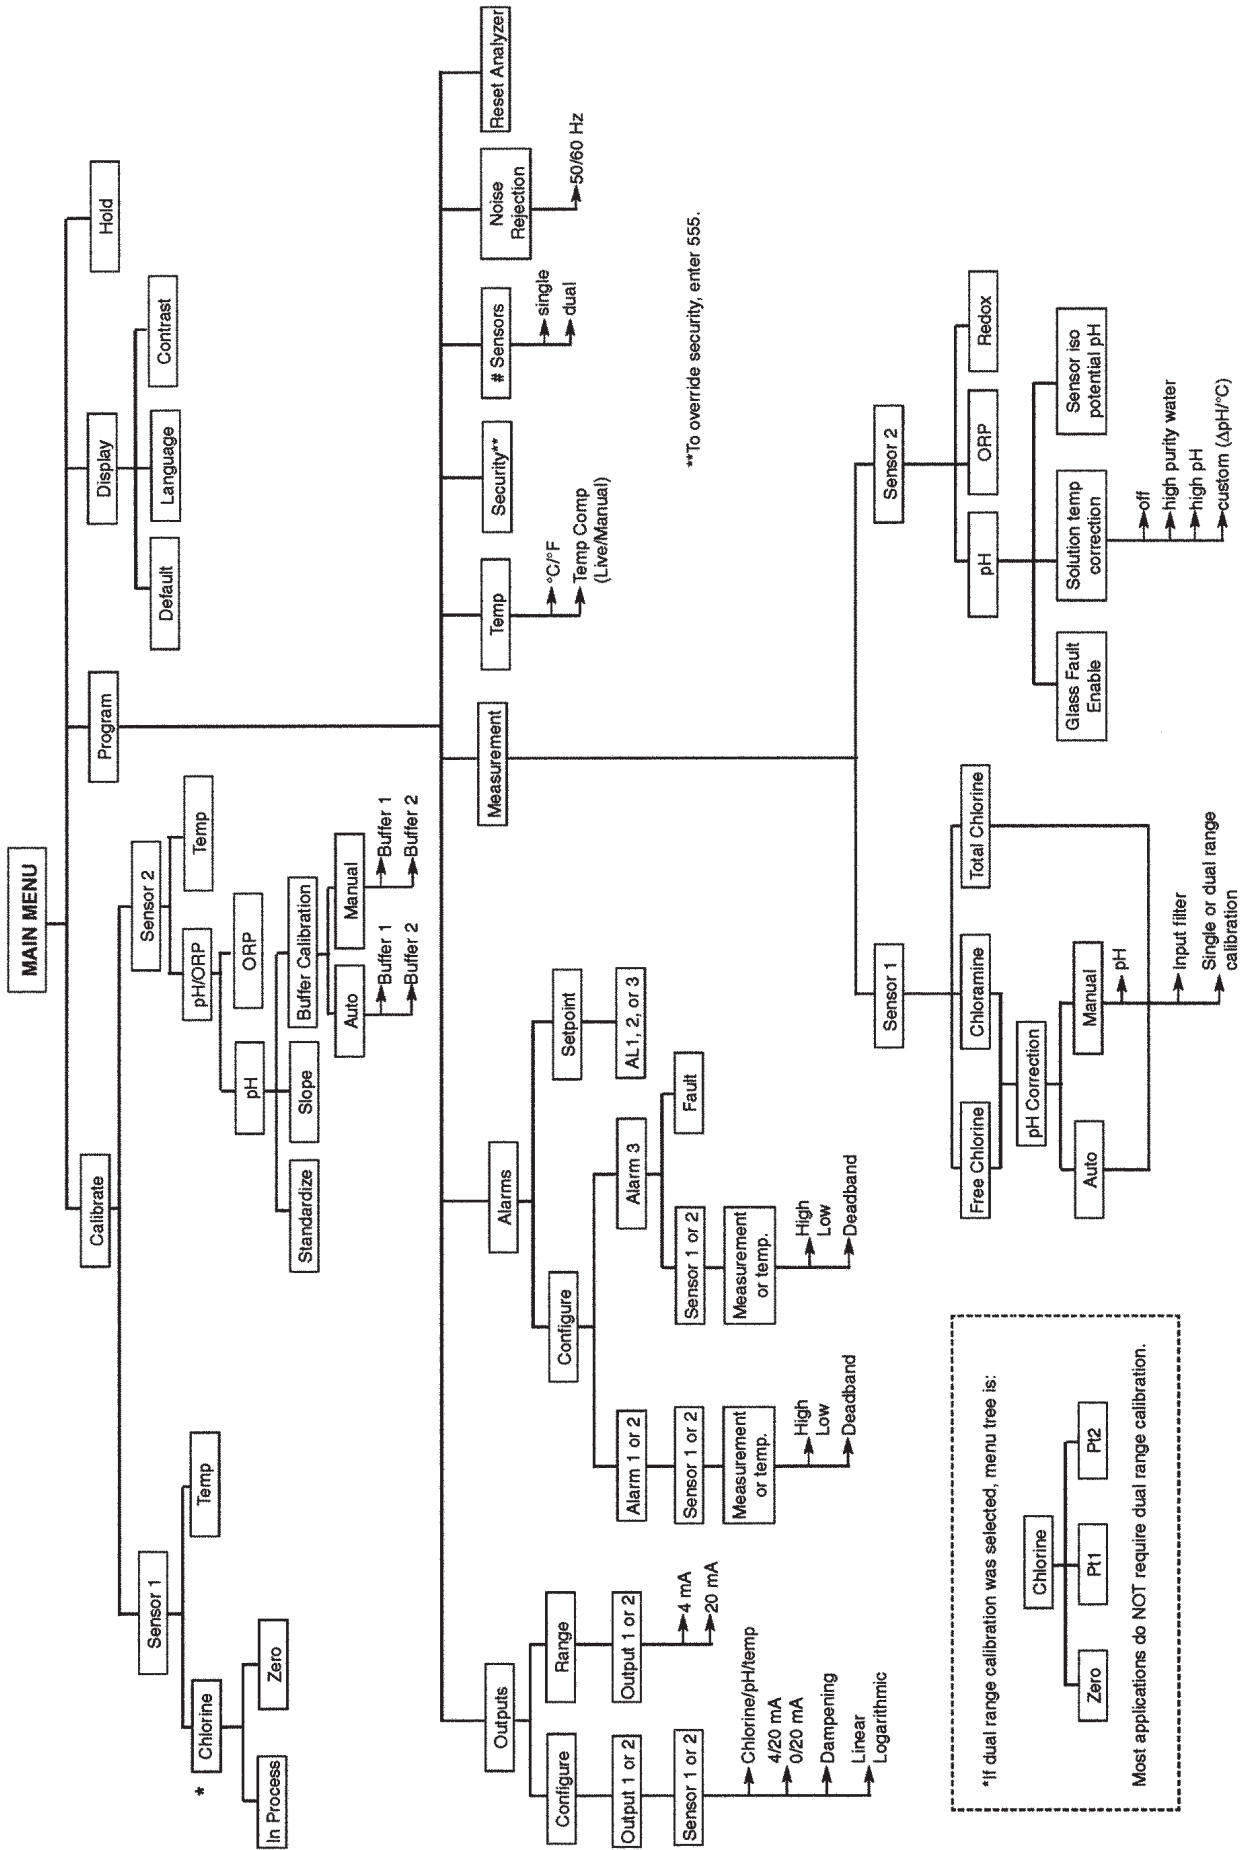 MAIN MENU
Calibrate
Program
Display
Hold
Sensor 1
Sensor 2
Default
Language
Contrast
* Chlorine
Temp
pH/ORP
Temp
In Process
Zero
pH
ORP
Standardize
Slope
Buffer Calibration
Auto
Manual
Buffer 1
Buffer 2
Buffer 1
Buffer 2
Outputs
Alarms
Measurement
Temp
Security**
# Sensors
Noise
Rejection
Reset Analyzer
°C/°F
Temp Comp
(Live/Manual)
single
dual
50/60 Hz
**To override security, enter 555.
Configure
Range
Output 1 or 2
Output 1 or 2
Sensor 1 or 2
4 mA
20 mA
Chlorine/pH/temp
4/20 mA
0/20 mA
Dampening
Linear
Logarithmic
Configure
Setpoint
Alarm 1 or 2
Alarm 3
AL1, 2, or 3
Sensor 1 or 2
Sensor 1 or 2
Fault
Measurement
or temp.
Measurement
or temp.
High
Low
Deadband
High
Low
Deadband
Sensor 1
Sensor 2
Free Chlorine
Chloramine
Total Chlorine
pH
ORP
Redox
pH Correction
Auto
Manual
pH
Input filter
Single or dual range
calibration
Glass Fault
Enable
Solution temp
correction
Sensor iso
potential pH
off
high purity water
high pH
custom (ΔpH/°C)
*If dual range calibration was selected, menu tree is:
Chlorine
Zero
Pt1
Pt2
Most applications do NOT require dual range calibration.